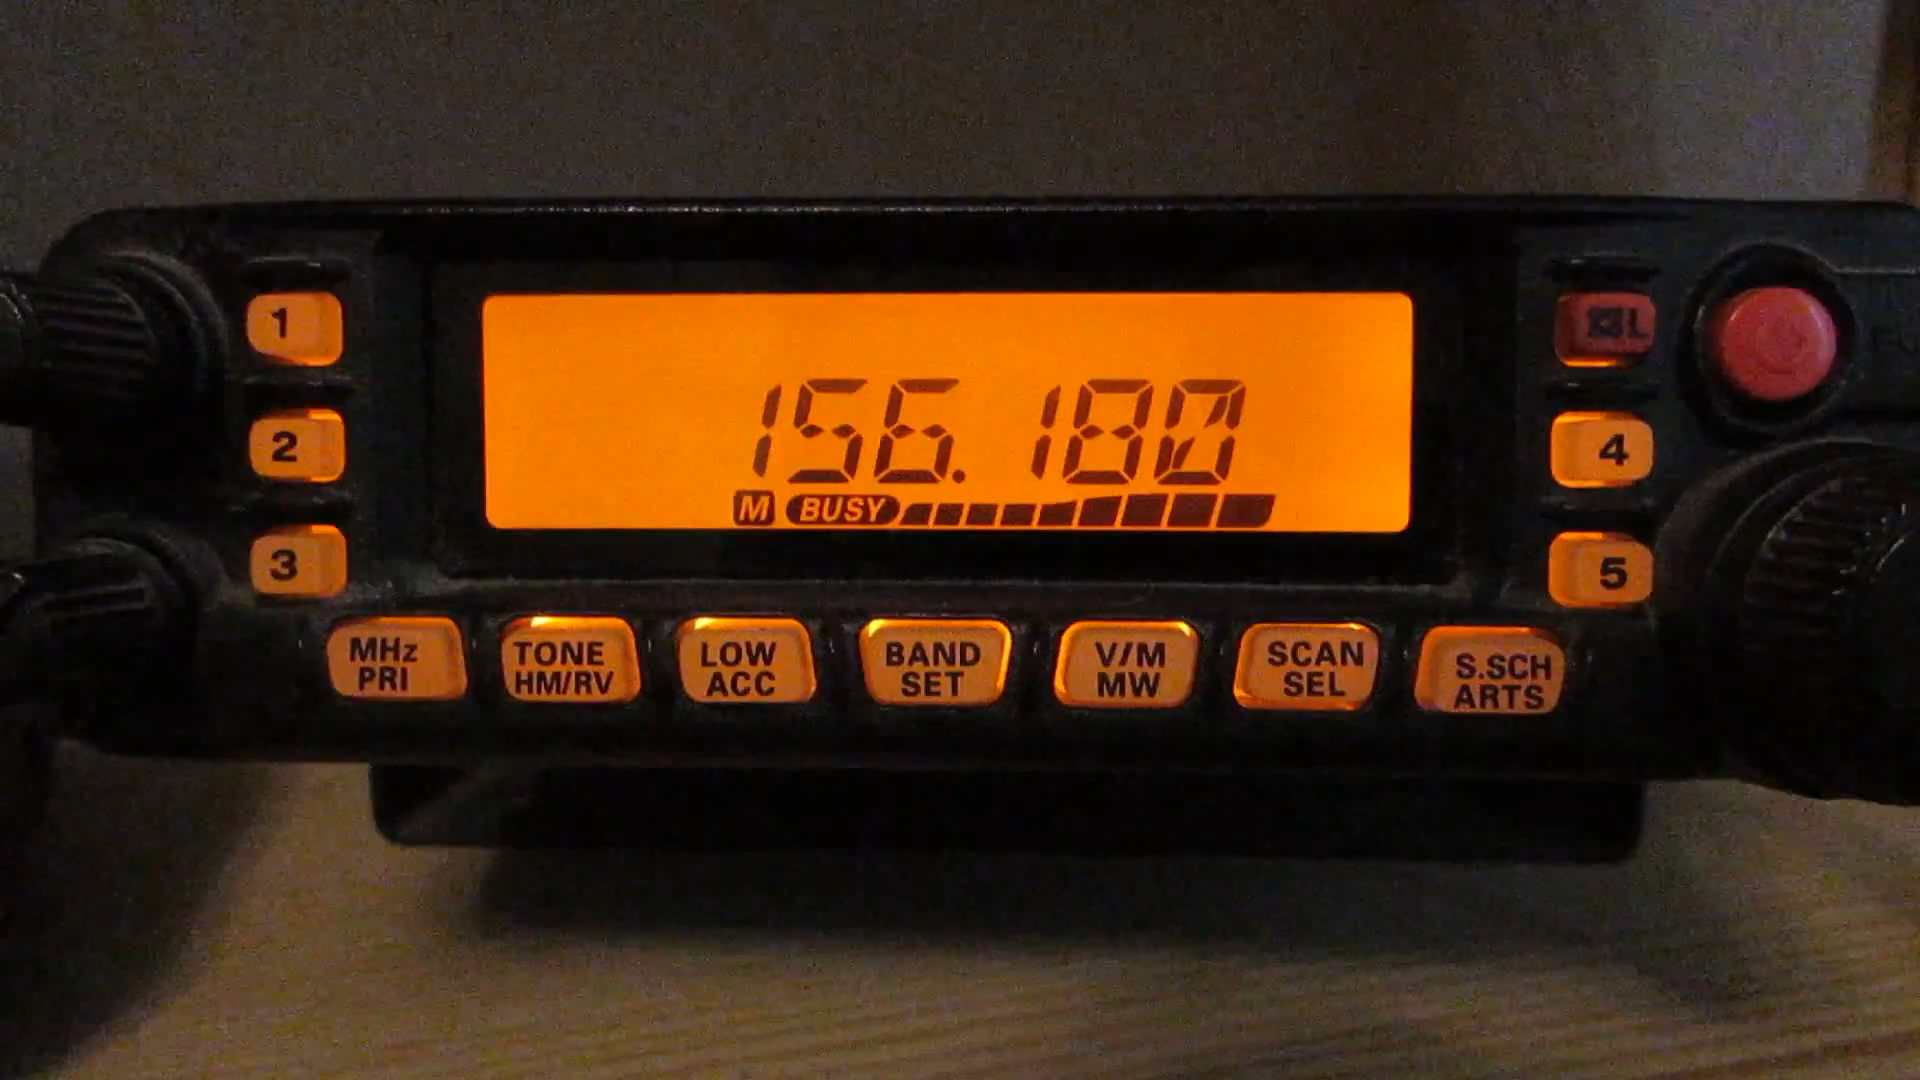 1
2
3
156.180
M BUSY
4
5
MHz
PRI
TONE
HM/RV
LOW
ACC
BAND
SET
V/M
MW
SCAN
SEL
S.SCH
ARTS